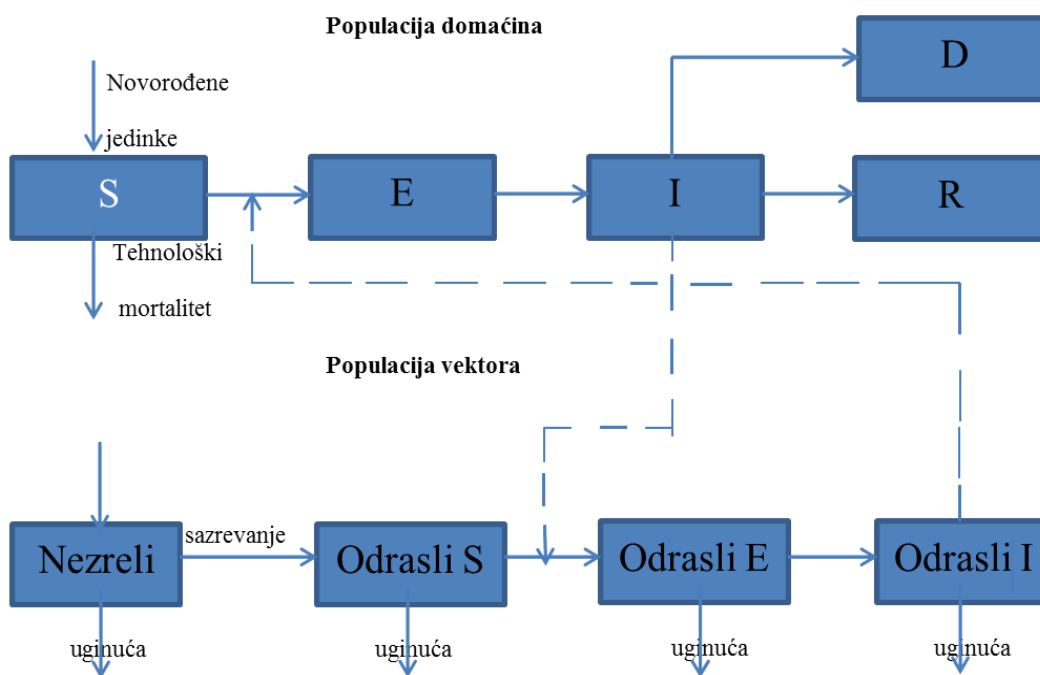 Populacija domaćina
D
Novorođene
jedinke
S
E
I
R
Tehnološki
mortalitet
Populacija vektora
sazrevanje
Nezreli
Odrasli S
Odrasli E
Odrasli I
uginuća
uginuća
uginuća
uginuća